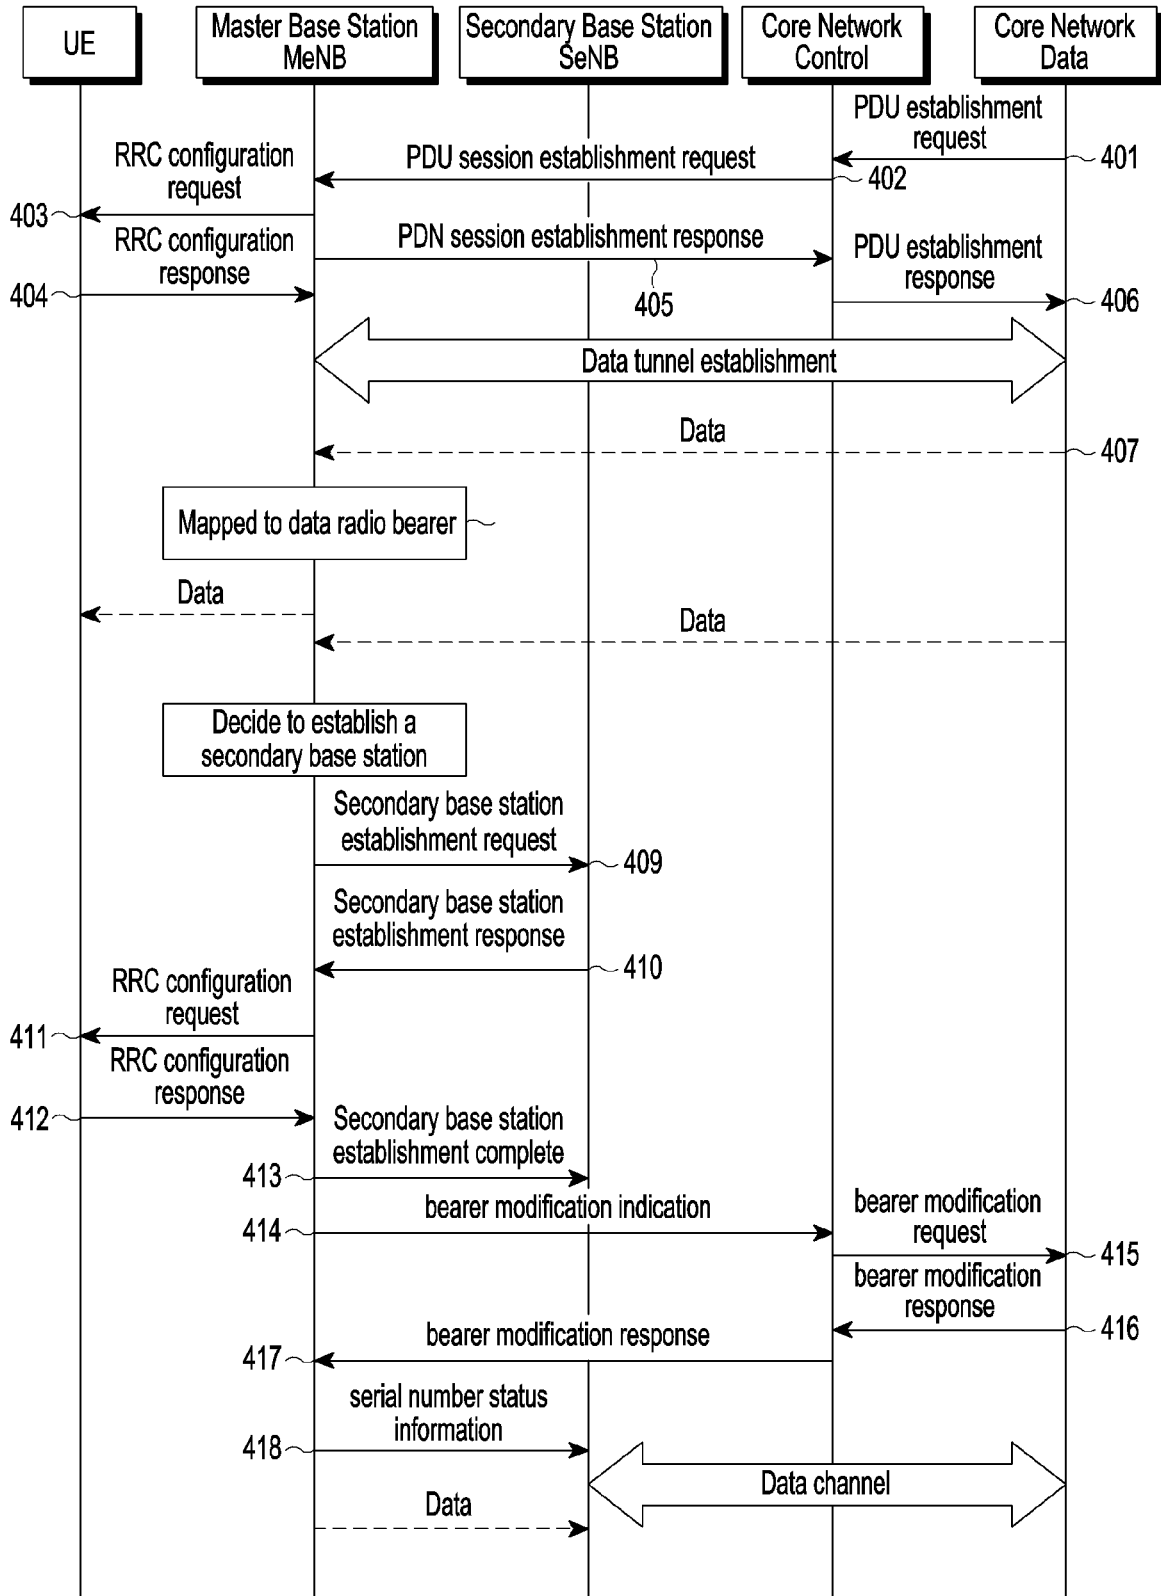 UE
Master Base Station
MeNB
Secondary Base Station
SeNB
Core Network
Control
Core Network
Data
PDU establishment
request
401
PDU session establishment request
402
RRC configuration
request
403
RRC configuration
response
404
PDN session establishment response
405
PDU establishment
response
406
Data tunnel establishment
Data
407
Mapped to data radio bearer
Data
Data
Decide to establish a
secondary base station
Secondary base station
establishment request
409
Secondary base station
establishment response
410
RRC configuration
request
411
RRC configuration
response
412
Secondary base station
establishment complete
413
bearer modification indication
414
bearer modification
request
415
bearer modification
response
416
bearer modification response
417
serial number status
information
418
Data channel
Data